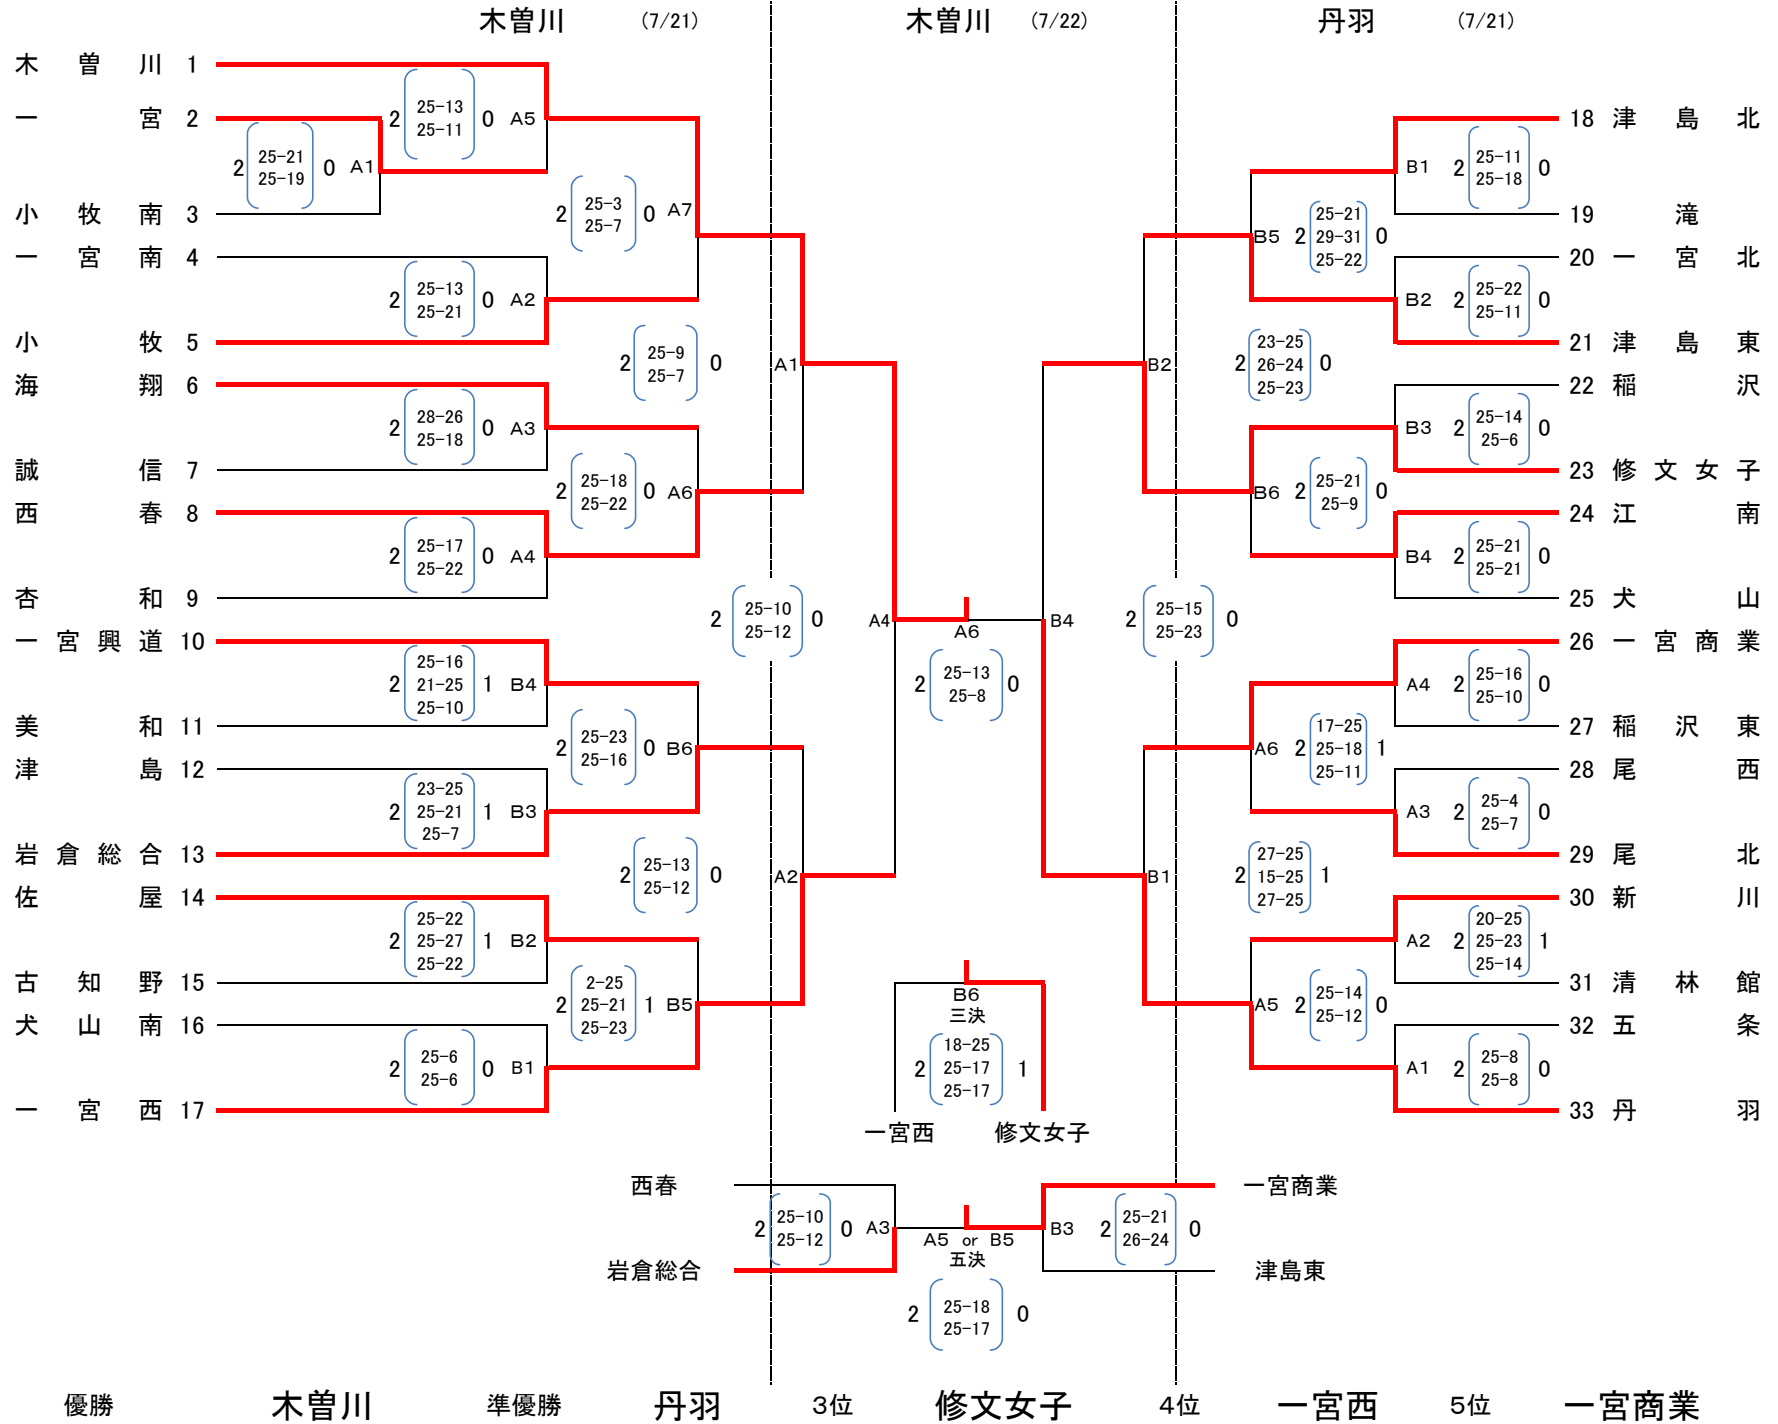 木曽川 (7/21) 木曽川 (7/22) 丹羽 (7/21)
木曽川 1
一宮 2
小牧南 3
一宮南 4
小牧 5
海翔 6
誠信 7
西春 8
杏和 9
一宮興道 10
美和 11
津島 12
岩倉総合 13
佐屋 14
古知野 15
犬山南 16
一宮西 17
2 25-21 0 A1
25-19
2 25-13 0 A5
25-11
2 25-13 0 A2
25-21
2 28-26 0 A3
25-18
2 25-17 0 A4
25-22
2 25-16 1 B4
21-25
25-10
2 23-25 1 B3
25-21
25-7
2 25-22 1 B2
25-27
25-22
2 25-6 0 B1
25-6
2 25-3 0 A7
25-7
2 25-18 0 A6
25-22
2 25-23 0 B6
25-16
2 2-25 1 B5
25-21
25-23
2 25-9 0 A1
25-7
2 25-13 0 A2
25-12
2 25-10 0 A4
25-12
A6
2 25-13 0
25-8
B4 2 25-15 0
25-23
B2 2 23-25 0
26-24
25-23
B1 2 27-25 1
15-25
27-25
B5 2 25-21 0
29-31
25-22
B6 2 25-21 0
25-9
A6 2 17-25 1
25-18
25-11
A5 2 25-14 0
25-12
B1 2 25-11 0
25-18
B2 2 25-22 0
25-11
B3 2 25-14 0
25-6
B4 2 25-21 0
25-21
A4 2 25-16 0
25-10
A3 2 25-4 0
25-7
A2 2 20-25 1
25-23
25-14
A1 2 25-8 0
25-8
18 津島北
19 滝
20 一宮北
21 津島東
22 稲沢
23 修文女子
24 江南
25 犬山
26 一宮商業
27 稲沢東
28 尾西
29 尾北
30 新川
31 清林館
32 五条
33 丹羽
B6
三決
2 18-25 1
25-17
25-17
一宮西 修文女子
西春 一宮商業
2 25-10 0 A3
25-12
B3 2 25-21 0
26-24
A5 or B5
五決
岩倉総合 津島東
2 25-18 0
25-17
優勝 木曽川 準優勝 丹羽 3位 修文女子 4位 一宮西 5位 一宮商業